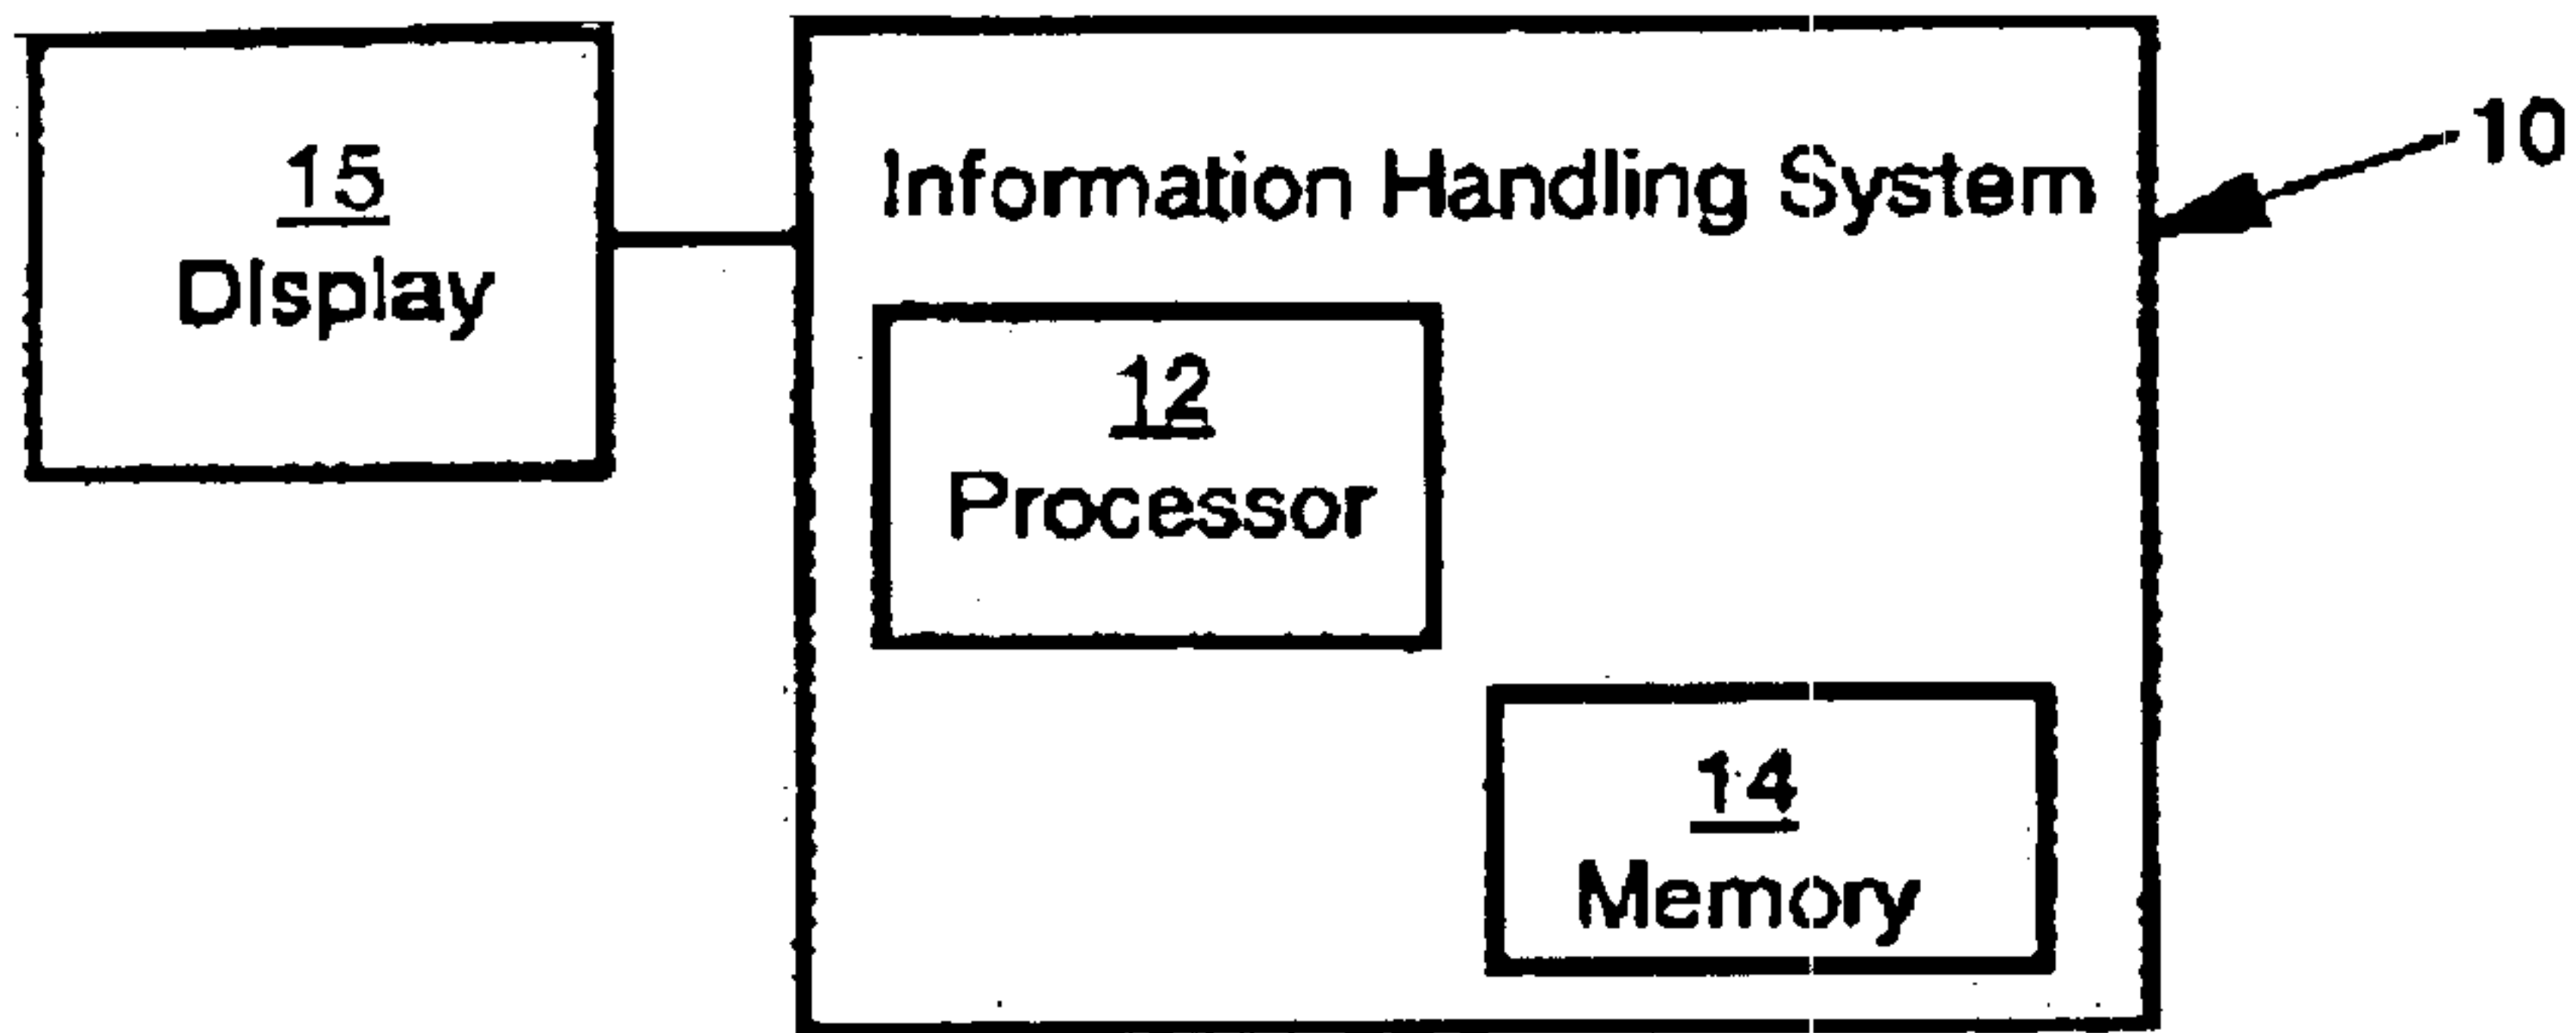 15
Display
Information Handling System
10
12
Processor
14
Memory